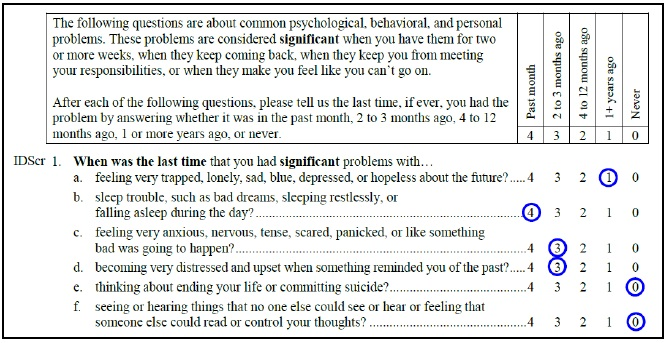 The following questions are about common psychological, behavioral, and personal
problems. These problems are considered significant when you have them for two
or more weeks, when they keep coming back, when they keep you from meeting
your responsibilities, or when they make you feel like you can't go on.
After each of the following questions, please tell us the last time, if ever, you had the
problem by answering whether it was in the past month, 2 to 3 months ago, 4 to 12
months ago, 1 or more years ago, or never.
Past month
2 to 3 months ago
4 to 12 months ago
1+ years ago
Never
4 3 2 1 0
IDScr 1. When was the last time that you had significant problems with…
a. feeling very trapped, lonely, sad, blue, depressed, or hopeless about the future?.....4 3 2 1 0
b. sleep trouble, such as bad dreams, sleeping restlessly, or
falling asleep during the day?.....4 3 2 1 0
c. feeling very anxious, nervous, tense, scared, panicked, or like something
bad was going to happen?.....4 3 2 1 0
d. becoming very distressed and upset when something reminded you of the past?.....4 3 2 1 0
e. thinking about ending your life or committing suicide?.....4 3 2 1 0
f. seeing or hearing things that no one else could see or hear or feeling that
someone else could read or control your thoughts? .....4 3 2 1 0